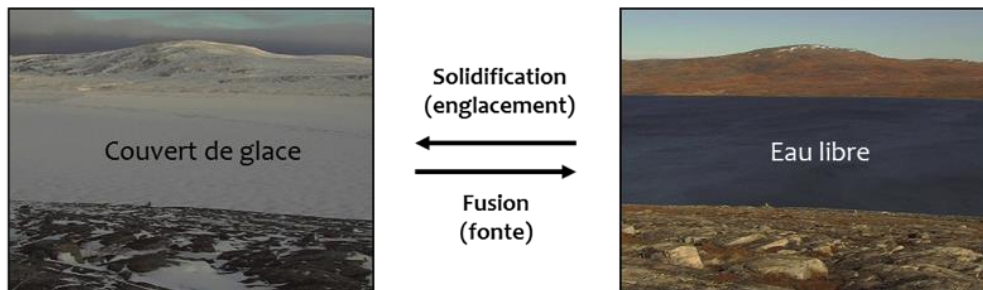 Couvert de glace
Solidification
(englacement)
Fusion
(fonte)
Eau libre